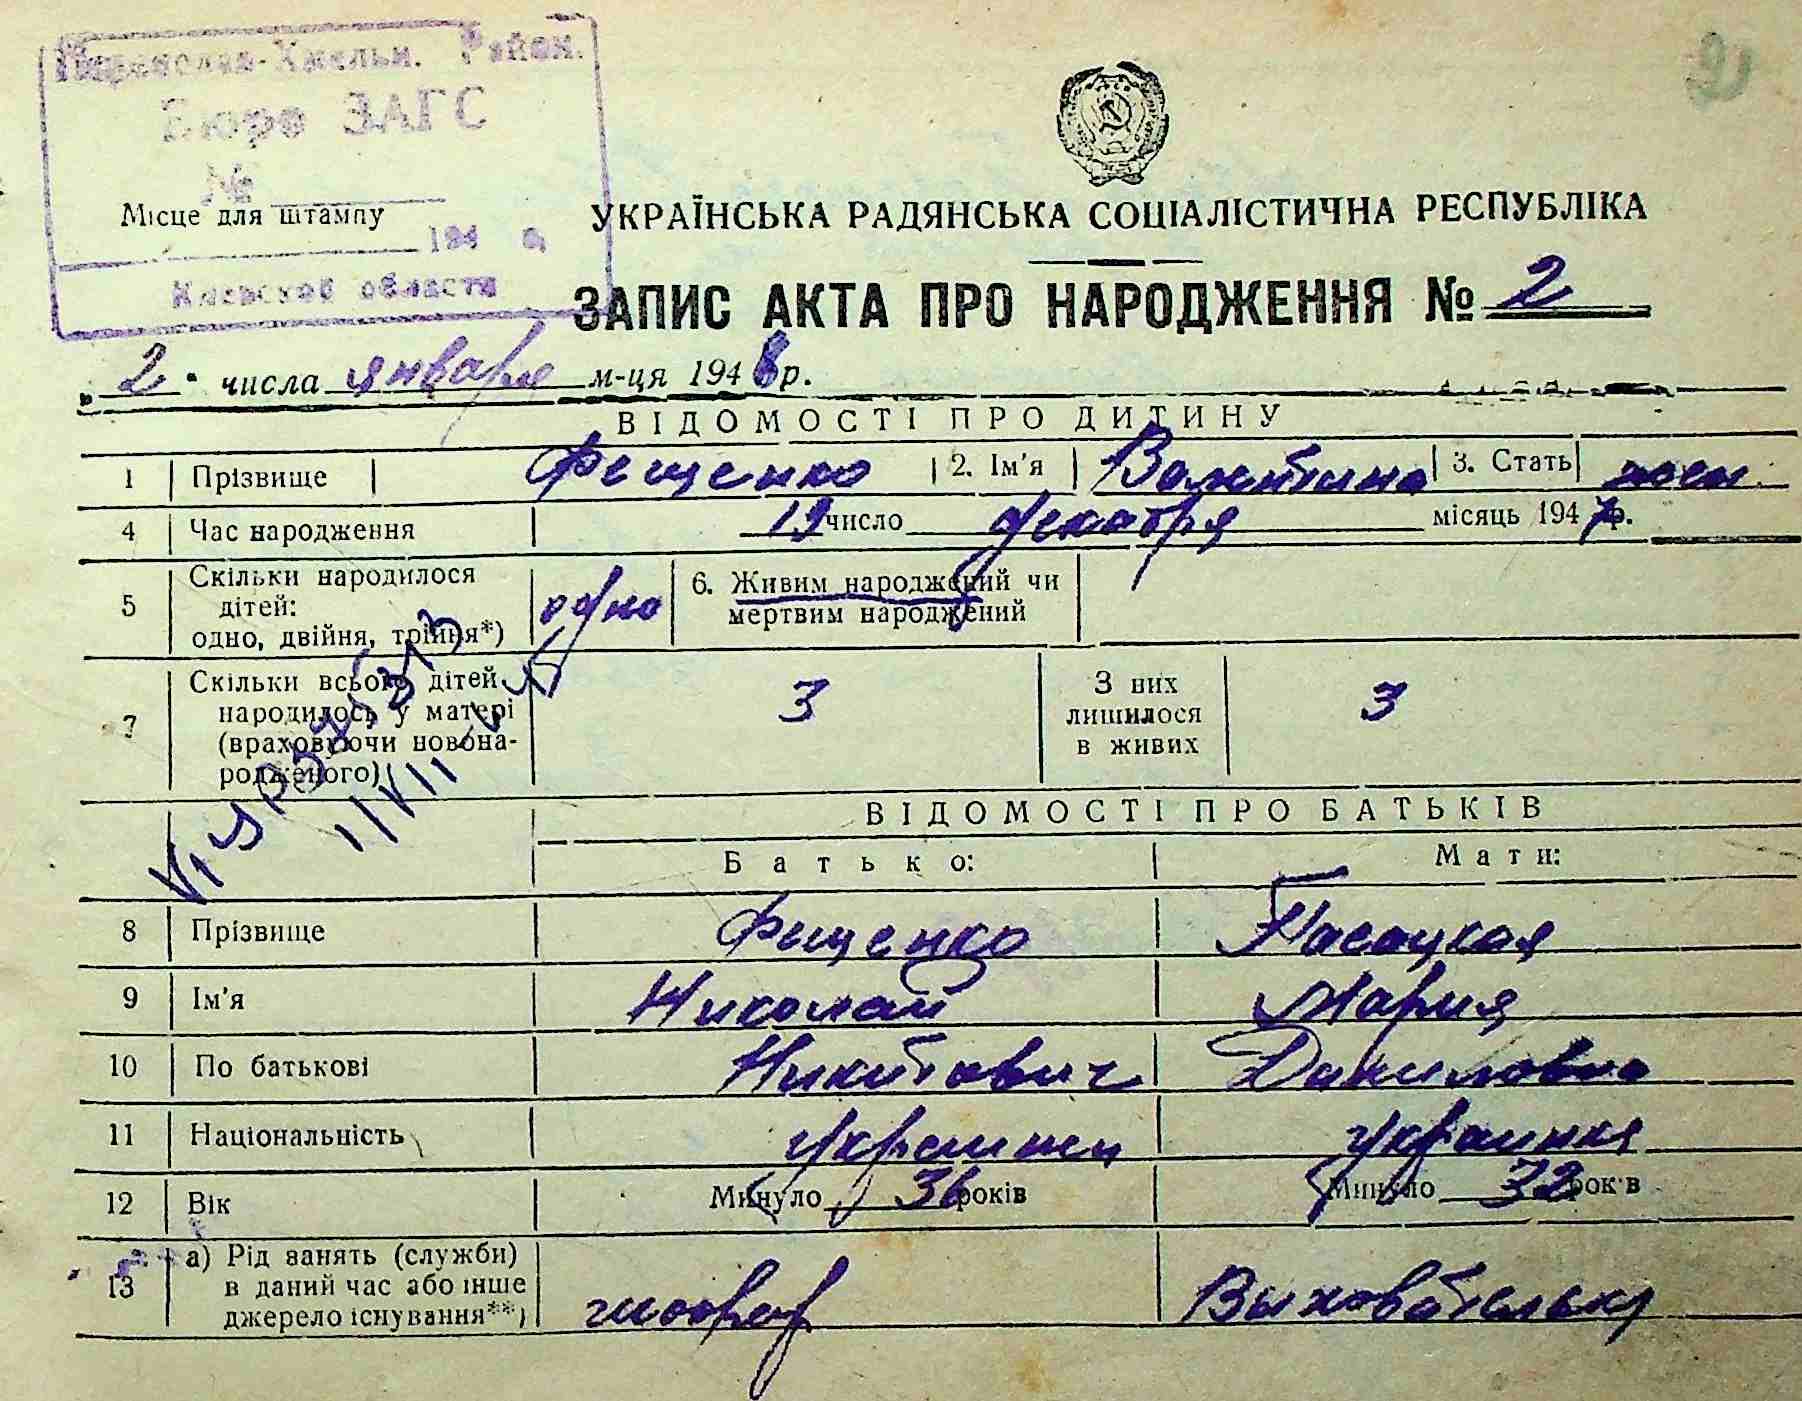 Переяслав-Хмельн. Район.
Бюро ЗАГС
№
Місце для штампу
194 г.
Киевской области
УКРАЇНСЬКА РАДЯНСЬКА СОЦІАЛІСТИЧНА РЕСПУБЛІКА
ЗАПИС АКТА ПРО НАРОДЖЕННЯ № 2
„ 2 " числа января м-ця 1948 р.
ВІДОМОСТІ ПРО ДИТИНУ
1 Прізвище Фещенко 2. Ім'я Валентина 3. Стать
4 Час народження 19 число декабря місяць 1947 р.
5 Скільки народилося дітей: одно, двійня, трійня*) одно 6. Живим народжений чи мертвим народжений
7 Скільки всього дітей народилось у матері (враховуючи новонародженого) 3 З них лишилося в живих 3
ВІДОМОСТІ ПРО БАТЬКІВ
Батько: Мати:
8 Прізвище Фещенко
9 Ім'я Николай Мария
10 По батькові Никитович Даниловна
11 Національність украинец украинка
12 Вік Минуло 36 років Минуло 32 років
13 а) Рід занять (служби) в даний час або інше джерело існування**) шофер Выхователька